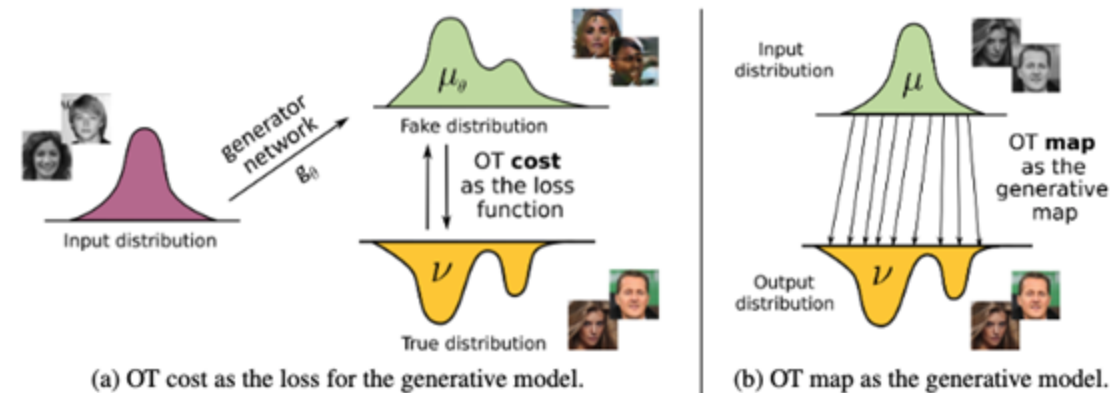 Input distribution
generator
network
gθ
μθ
Fake distribution
OT cost
as the loss
function
ν
True distribution
(a) OT cost as the loss for the generative model.
Input
distribution
μ
OT map
as the
generative
map
Output
distribution
ν
(b) OT map as the generative model.